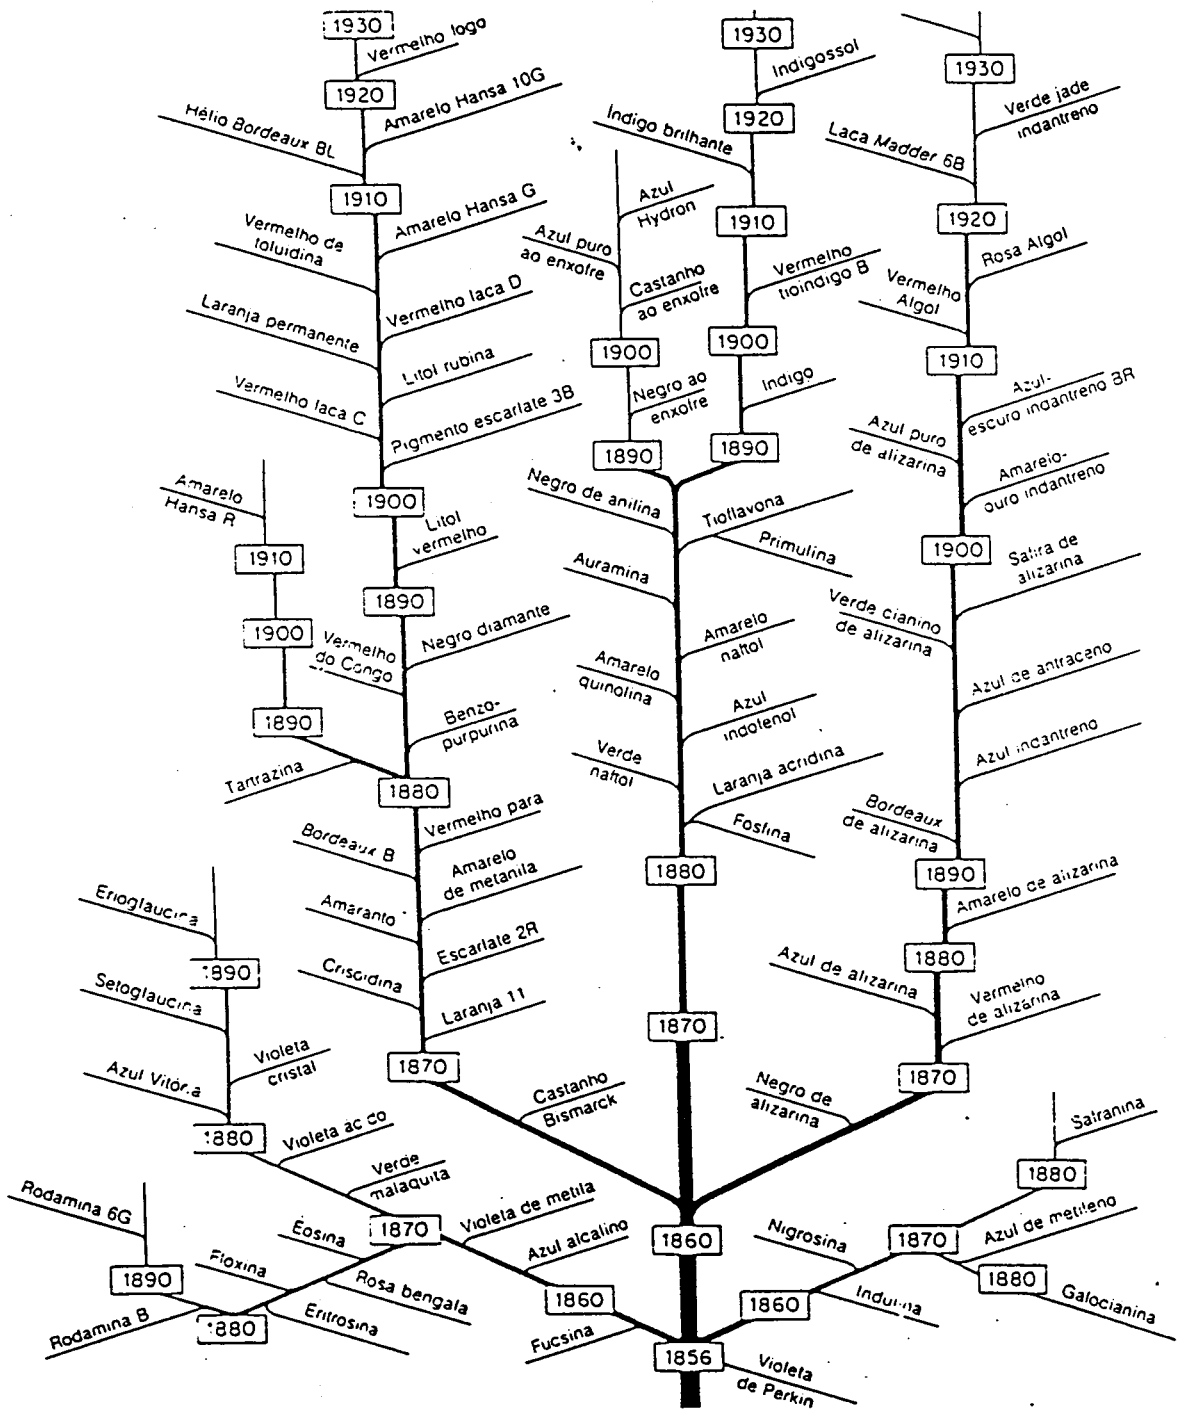 1930
Vermelho logo
1920
Amarelo Hansa 10G
Hélio Bordeaux BL
1910
Amarelo Hansa G
Vermelho de
toluidina
Vermelho laca D
Laranja permanente
Litol rubina
Vermelho laca C
Pigmento escarlate 3B
1900
Litol
vermelho
1890
Negro diamante
Vermelho
do Congo
Benzo-
purpurina
1880
Amarelo
Hansa R
1910
1900
1890
Tartrazina
Vermelho para
Bordeaux B
Amarelo
de metanila
Amaranto
Escarlate 2R
Crisoidina
Laranja 11
1870
Castanho
Bismarck
1930
Indigossol
1920
Indigo brilhante
1910
Vermelho
tioindigo B
1900
Indigo
1890
Azul
Hydron
Azul puro
ao enxofre
Castanho
ao enxofre
1900
Negro ao
enxofre
1890
Negro de anilina
Tioflavona
Primulina
Auramina
Amarelo
naftol
Amarelo
quinolina
Azul
indofenol
Verde
naftol
Laranja acridina
Fosfina
1880
1870
1860
1930
Verde jade
indantreno
Laca Madder 6B
1920
Rosa Algol
Vermelho
Algol
1910
Azul-
escuro indantreno BR
Azul puro
de alizarina
Amarelo-
ouro indantreno
1900
Safira de
alizarina
Verde cianino
de alizarina
Azul de antraceno
Azul indantreno
Bordeaux
de alizarina
1890
Amarelo de alizarina
1880
Azul de alizarina
Vermelho
de alizarina
1870
Negro de
alizarina
Erioglaucina
1890
Setoglaucina
Violeta
cristal
Azul Vitória
1880
Violeta ácido
Verde
malaquita
1870
Violeta de metila
Azul alcalino
1860
Fucsina
Rodamina 6G
1890
Rodamina B
1880
Floxina
Eosina
Rosa bengala
Eritrosina
Safranina
1880
Azul de metileno
1870
1880
Galocianina
Nigrosina
Indulina
1860
1856
Violeta
de Perkin